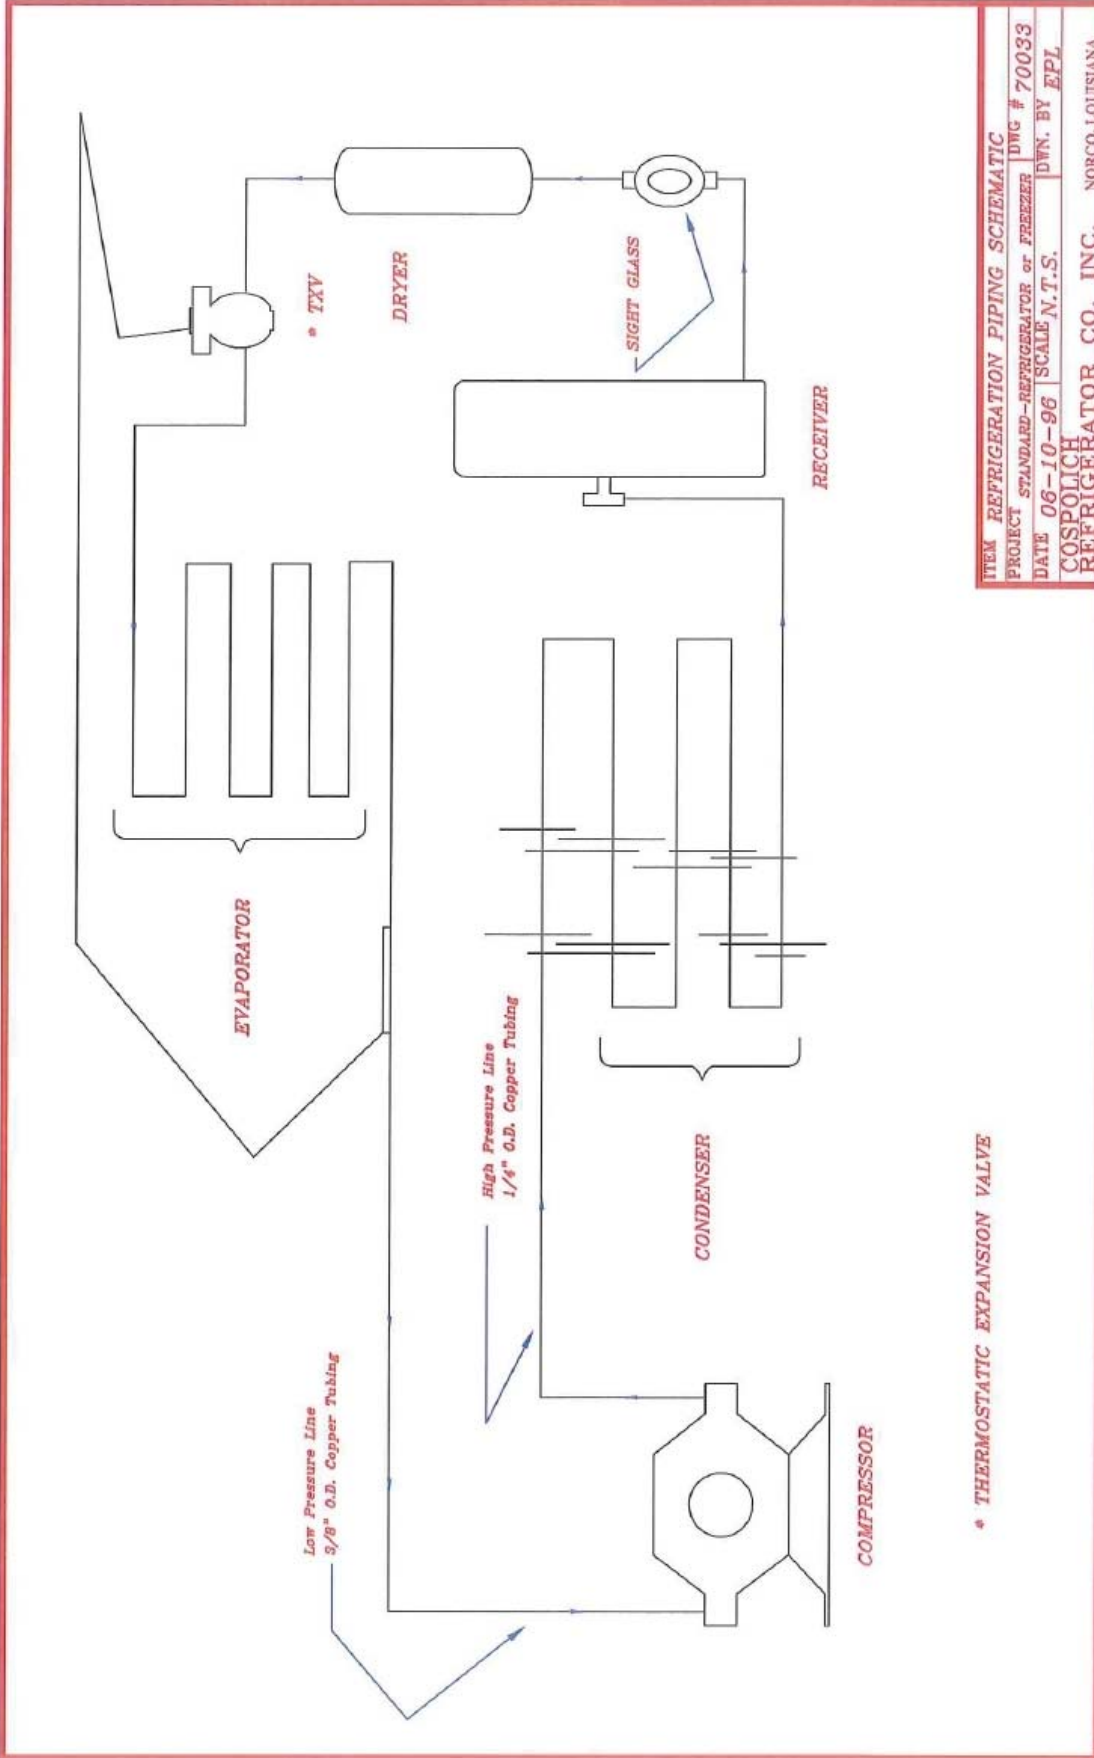 Low Pressure Line
3/8" O.D. Copper Tubing
High Pressure Line
1/4" O.D. Copper Tubing
EVAPORATOR
* TXV
DRYER
SIGHT GLASS
RECEIVER
CONDENSER
COMPRESSOR
* THERMOSTATIC EXPANSION VALVE
ITEM REFRIGERATION PIPING SCHEMATIC
PROJECT STANDARD-REFRIGERATOR or FREEZER DWG # 70033
DATE 06-10-96 SCALE N.T.S. DWN. BY EPL
COSPOLICH
REFRIGERATOR CO. INC. NORCO LOUISIANA